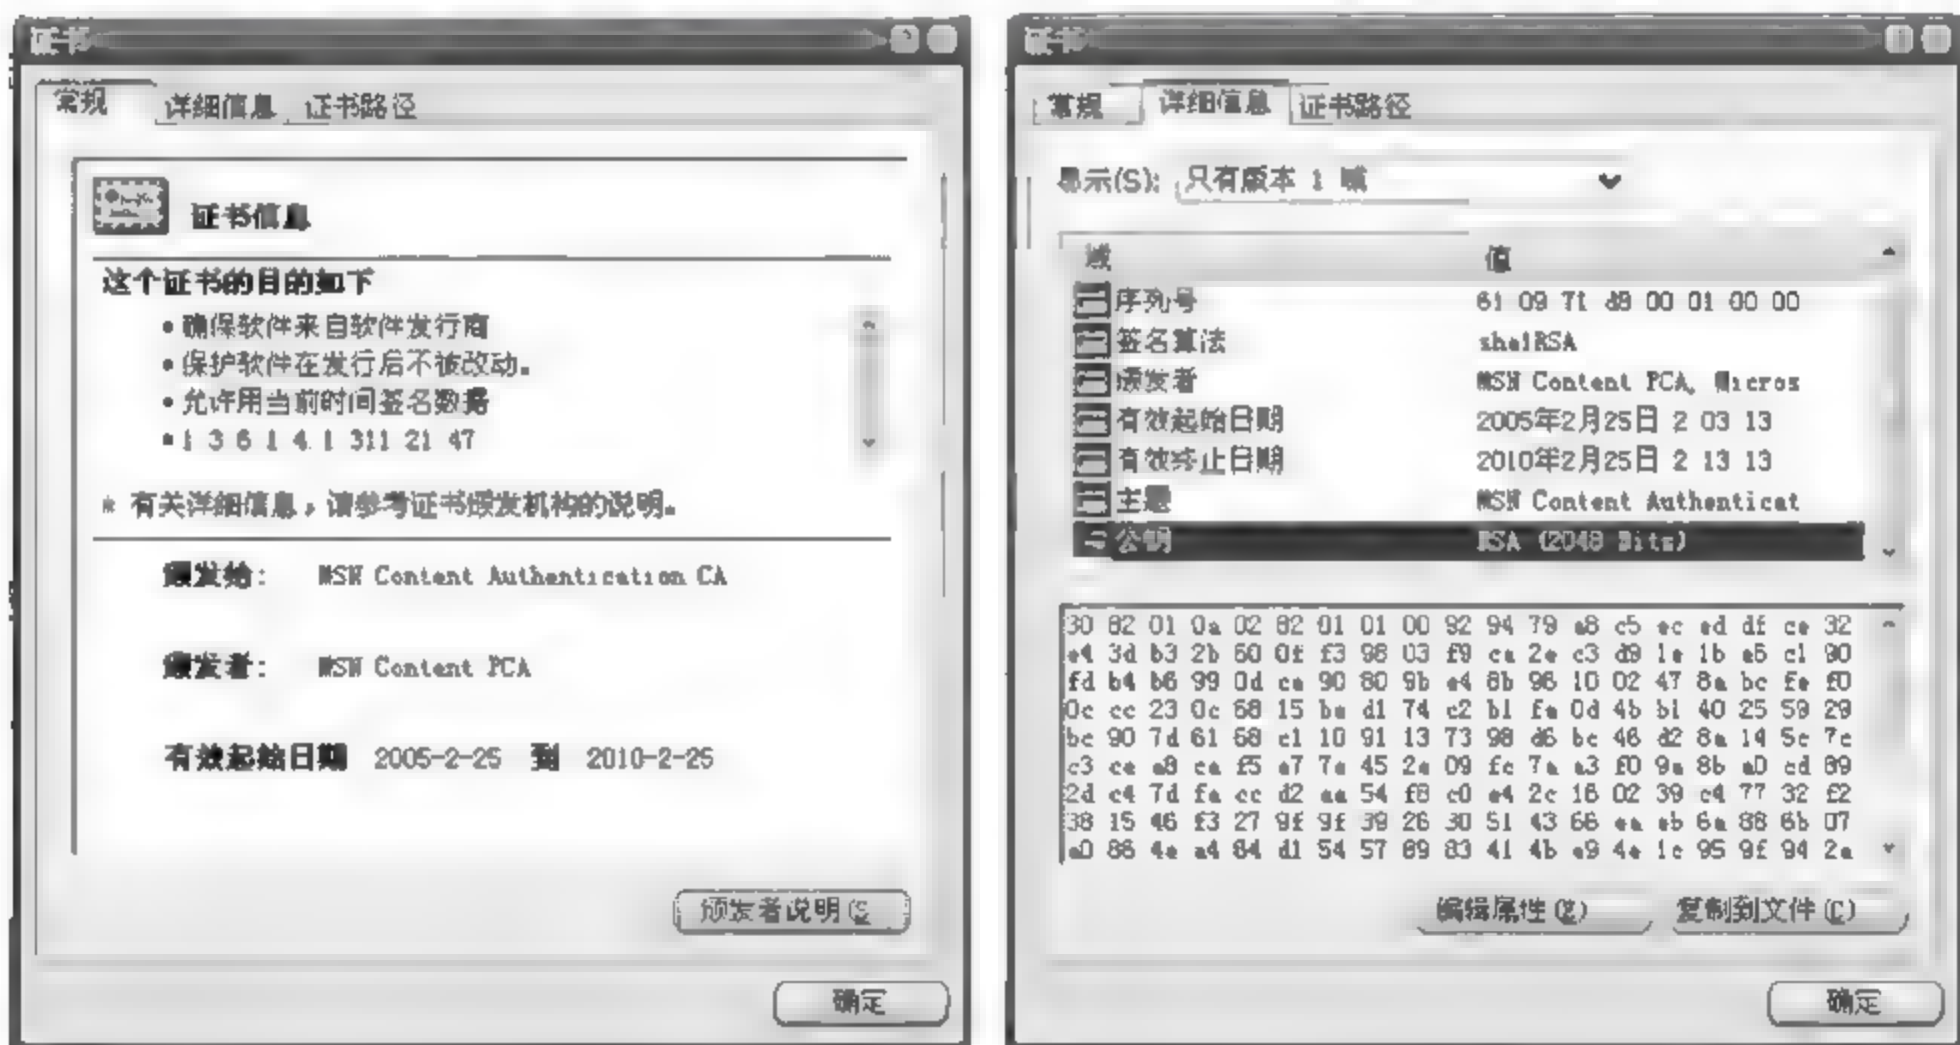 证书
常规 详细信息 证书路径
证书信息
这个证书的目的如下
• 确保软件来自软件发行商
• 保护软件在发行后不被改动。
• 允许用当前时间签名数据
• 1 3 6 1 4 1 311 21 47
* 有关详细信息，请参考证书颁发机构的说明。
颁发给： MSN Content Authentication CA
颁发者： MSN Content PCA
有效起始日期 2005-2-25 到 2010-2-25
颁发者说明(S)
确定
证书
常规 详细信息 证书路径
显示(S): 只有版本 1 域
域 值
序列号 61 09 71 d8 00 01 00 00
签名算法 sha1RSA
颁发者 MSN Content PCA, Micros
有效起始日期 2005年2月25日 2 03 13
有效终止日期 2010年2月25日 2 13 13
主题 MSN Content Authenticat
公钥 RSA (2048 Bits)
30 82 01 0a 02 82 01 01 00 92 94 79 a8 c5 ec ed df ce 32
e4 3d b3 2b 60 0f f3 98 03 f9 ca 2e c3 d9 1e 1b a5 c1 90
fd b4 b6 99 0d ca 90 80 9b e4 8b 96 10 02 47 8a bc fe f0
0c cc 23 0c 68 15 ba d1 74 c2 b1 fa 0d 4b b1 40 25 59 29
bc 90 7d 61 68 c1 10 91 13 73 98 d6 bc 46 d2 8a 14 5c 7c
c3 ce a8 ca f5 a7 7a 45 2a 09 fc 7a a3 f0 9a 8b a0 cd 89
2d c4 7d fa cc d2 aa 54 f8 c0 e4 2c 16 02 39 c4 77 32 f2
38 15 46 f3 27 9f 9f 39 26 30 51 43 66 ea eb 6a 88 6b 07
a0 86 4e a4 84 d1 54 57 89 83 41 4b e9 4e 1c 95 9f 94 2a
编辑属性(E) 复制到文件(C)
确定